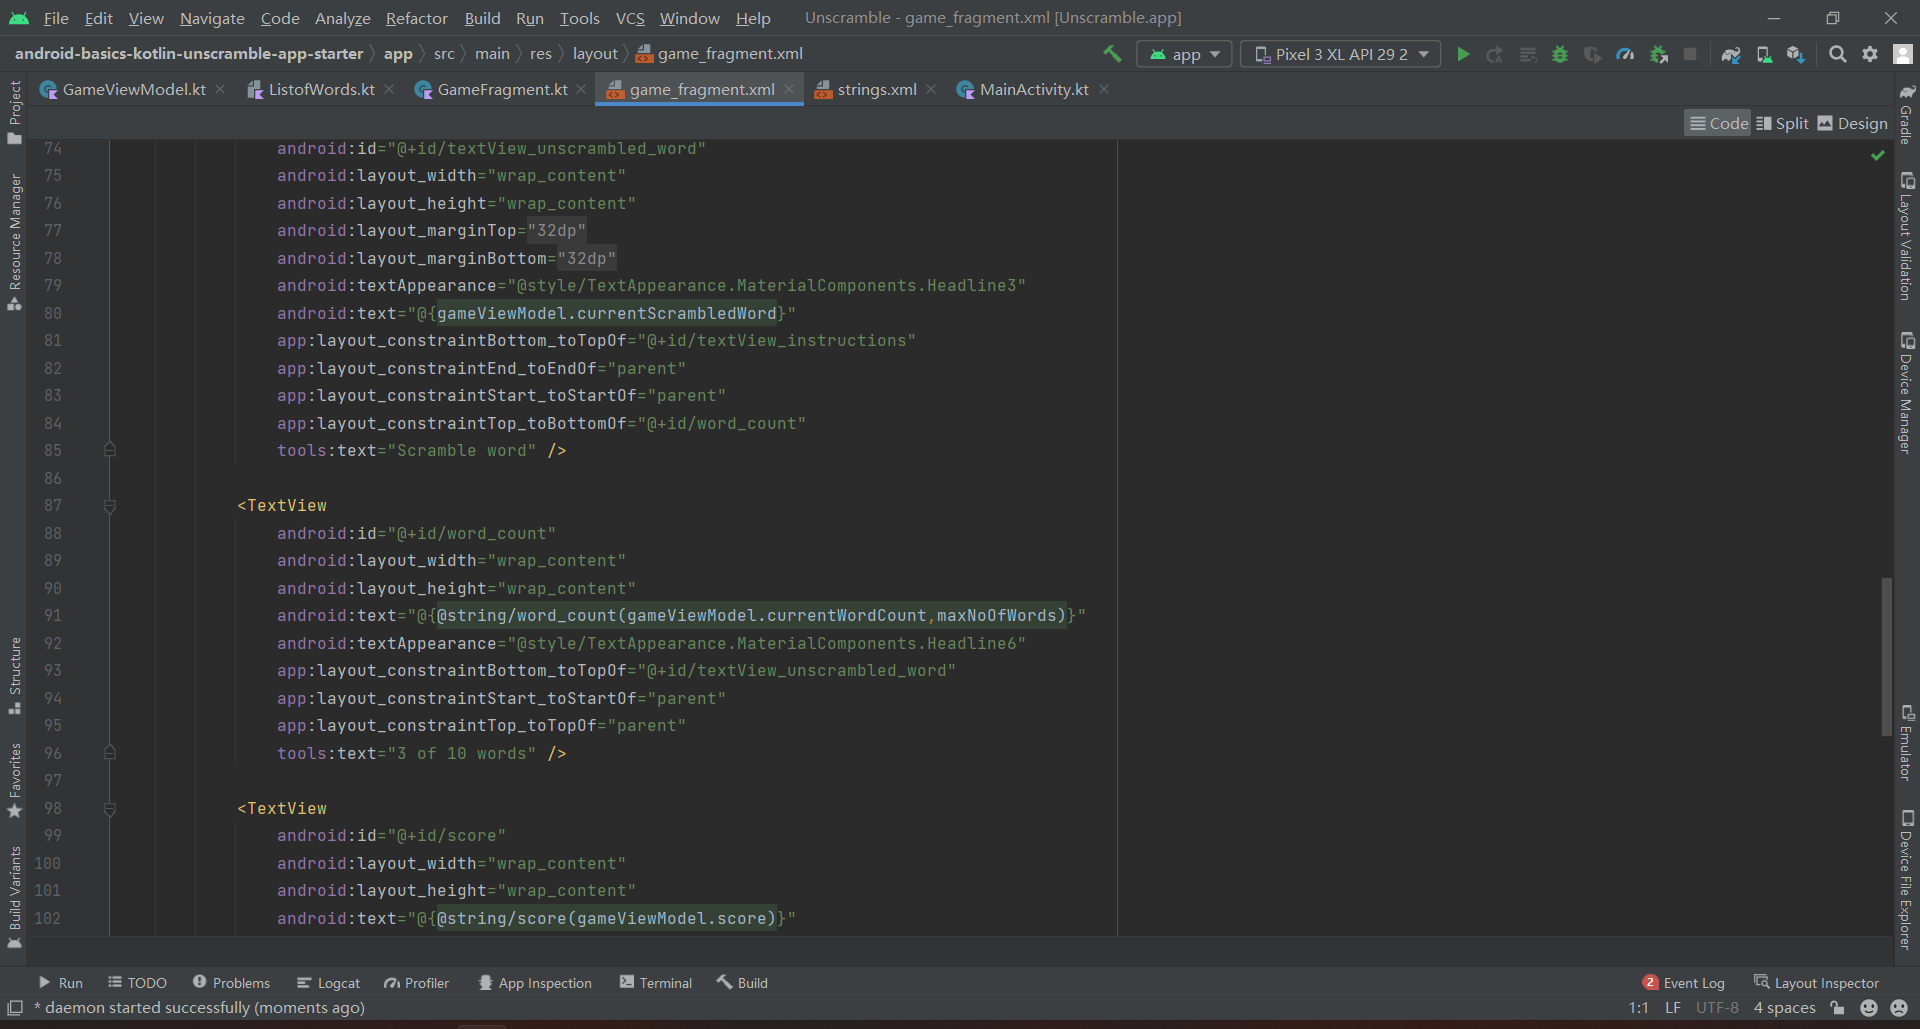 File Edit View Navigate Code Analyze Refactor Build Run Tools VCS Window Help Unscramble - game_fragment.xml [Unscramble.app]
android-basics-kotlin-unscramble-app-starter app src main res layout game_fragment.xml app Pixel 3 XL API 29 2
GameViewModel.kt ListofWords.kt GameFragment.kt game_fragment.xml strings.xml MainActivity.kt
Code Split Design
74 android:id="@+id/textView_unscrambled_word"
75 android:layout_width="wrap_content"
76 android:layout_height="wrap_content"
77 android:layout_marginTop="32dp"
78 android:layout_marginBottom="32dp"
79 android:textAppearance="@style/TextAppearance.MaterialComponents.Headline3"
80 android:text="@{gameViewModel.currentScrambledWord}"
81 app:layout_constraintBottom_toTopOf="@+id/textView_instructions"
82 app:layout_constraintEnd_toEndOf="parent"
83 app:layout_constraintStart_toStartOf="parent"
84 app:layout_constraintTop_toBottomOf="@+id/word_count"
85 tools:text="Scramble word" />
86
87 <TextView
88 android:id="@+id/word_count"
89 android:layout_width="wrap_content"
90 android:layout_height="wrap_content"
91 android:text="@{@string/word_count(gameViewModel.currentWordCount,maxNoOfWords)}"
92 android:textAppearance="@style/TextAppearance.MaterialComponents.Headline6"
93 app:layout_constraintBottom_toTopOf="@+id/textView_unscrambled_word"
94 app:layout_constraintStart_toStartOf="parent"
95 app:layout_constraintTop_toTopOf="parent"
96 tools:text="3 of 10 words" />
97
98 <TextView
99 android:id="@+id/score"
100 android:layout_width="wrap_content"
101 android:layout_height="wrap_content"
102 android:text="@{@string/score(gameViewModel.score)}"
Project
Resource Manager
Structure
Favorites
Build Variants
Gradle
Layout Validation
Device Manager
Emulator
Device File Explorer
Run TODO Problems Logcat Profiler App Inspection Terminal Build 2 Event Log Layout Inspector
* daemon started successfully (moments ago) 1:1 LF UTF-8 4 spaces